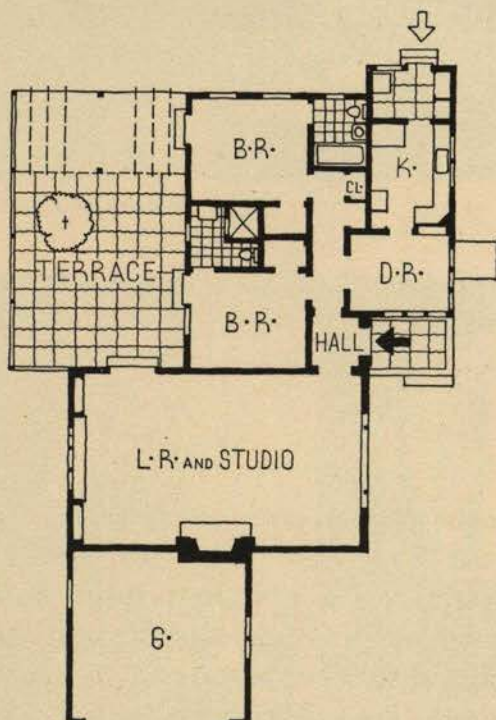 B·R·
K·
CL·
TERRACE
D·R·
B·R·
HALL
L·R· AND STUDIO
G·